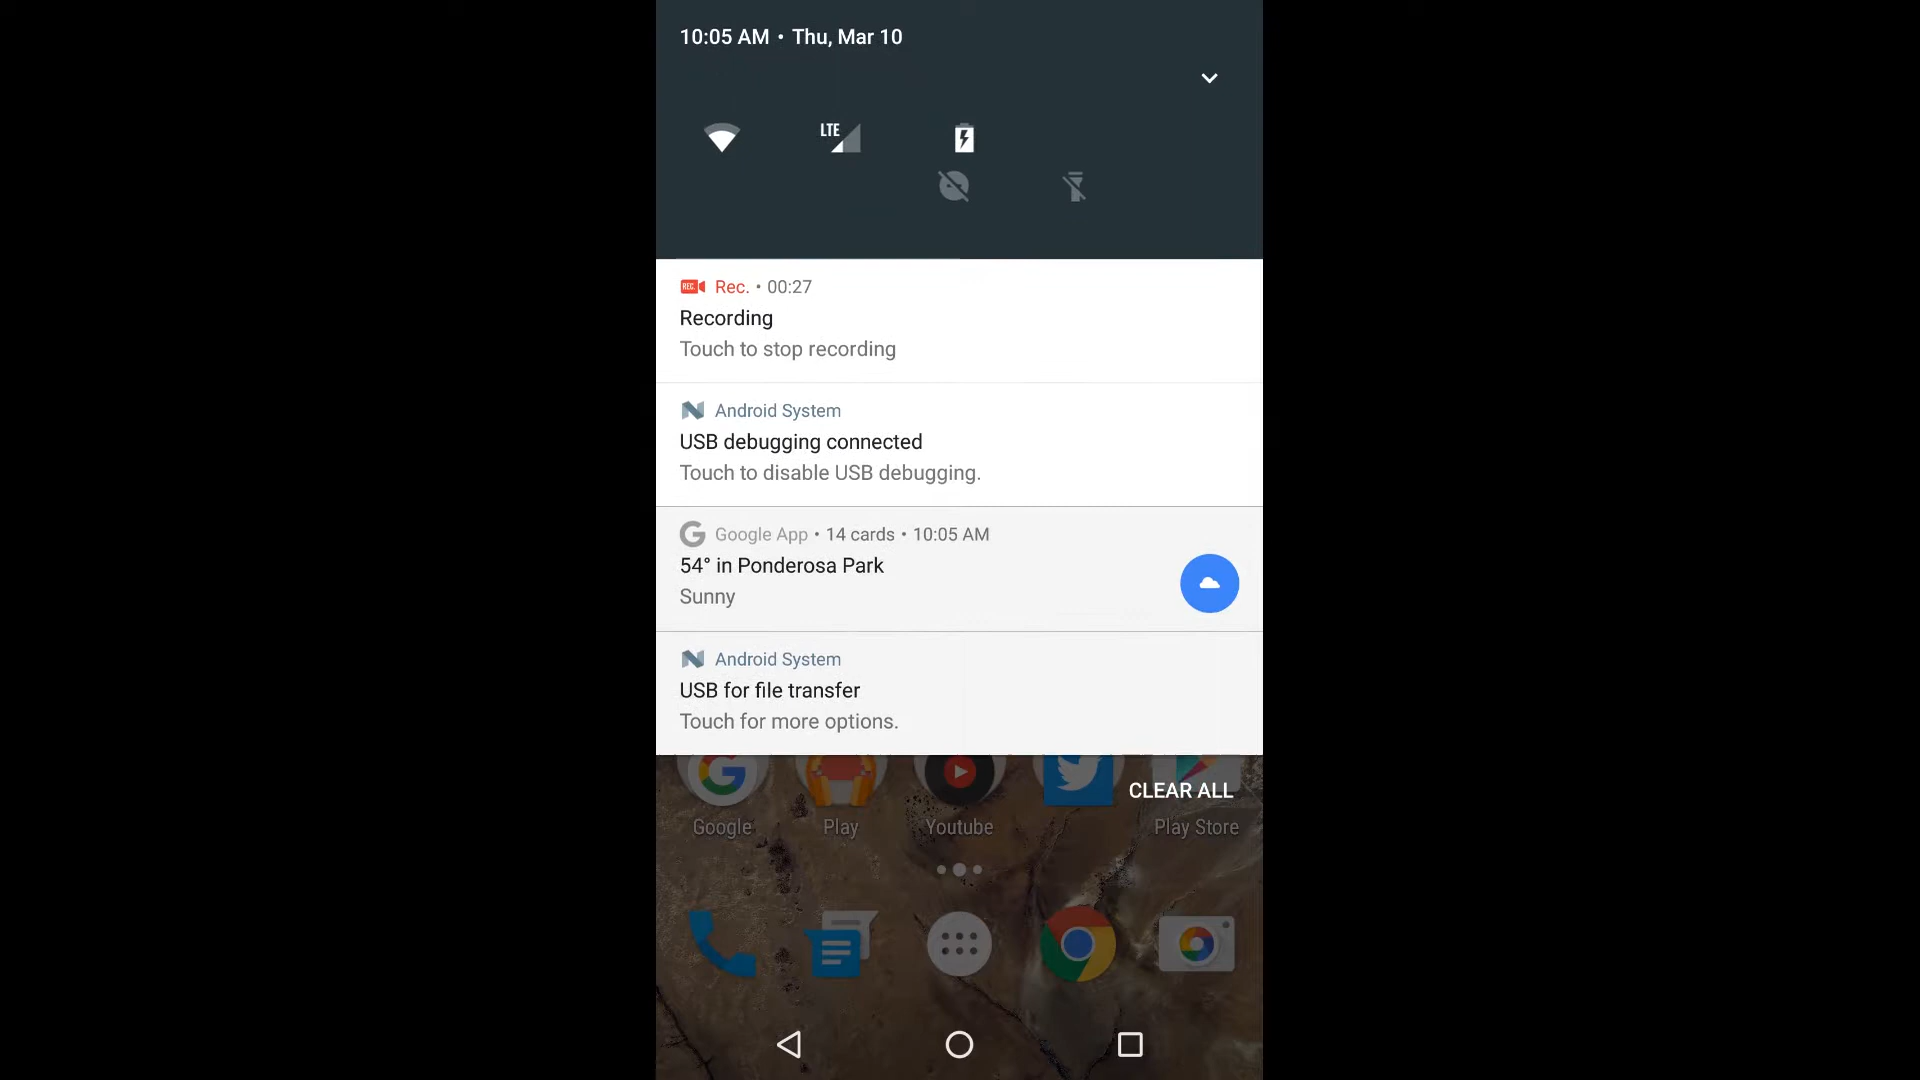 10:05 AM • Thu, Mar 10
LTE
REC. Rec. • 00:27
Recording
Touch to stop recording
Android System
USB debugging connected
Touch to disable USB debugging.
Google App • 14 cards • 10:05 AM
54° in Ponderosa Park
Sunny
Android System
USB for file transfer
Touch for more options.
CLEAR ALL
Google Play Youtube Play Store